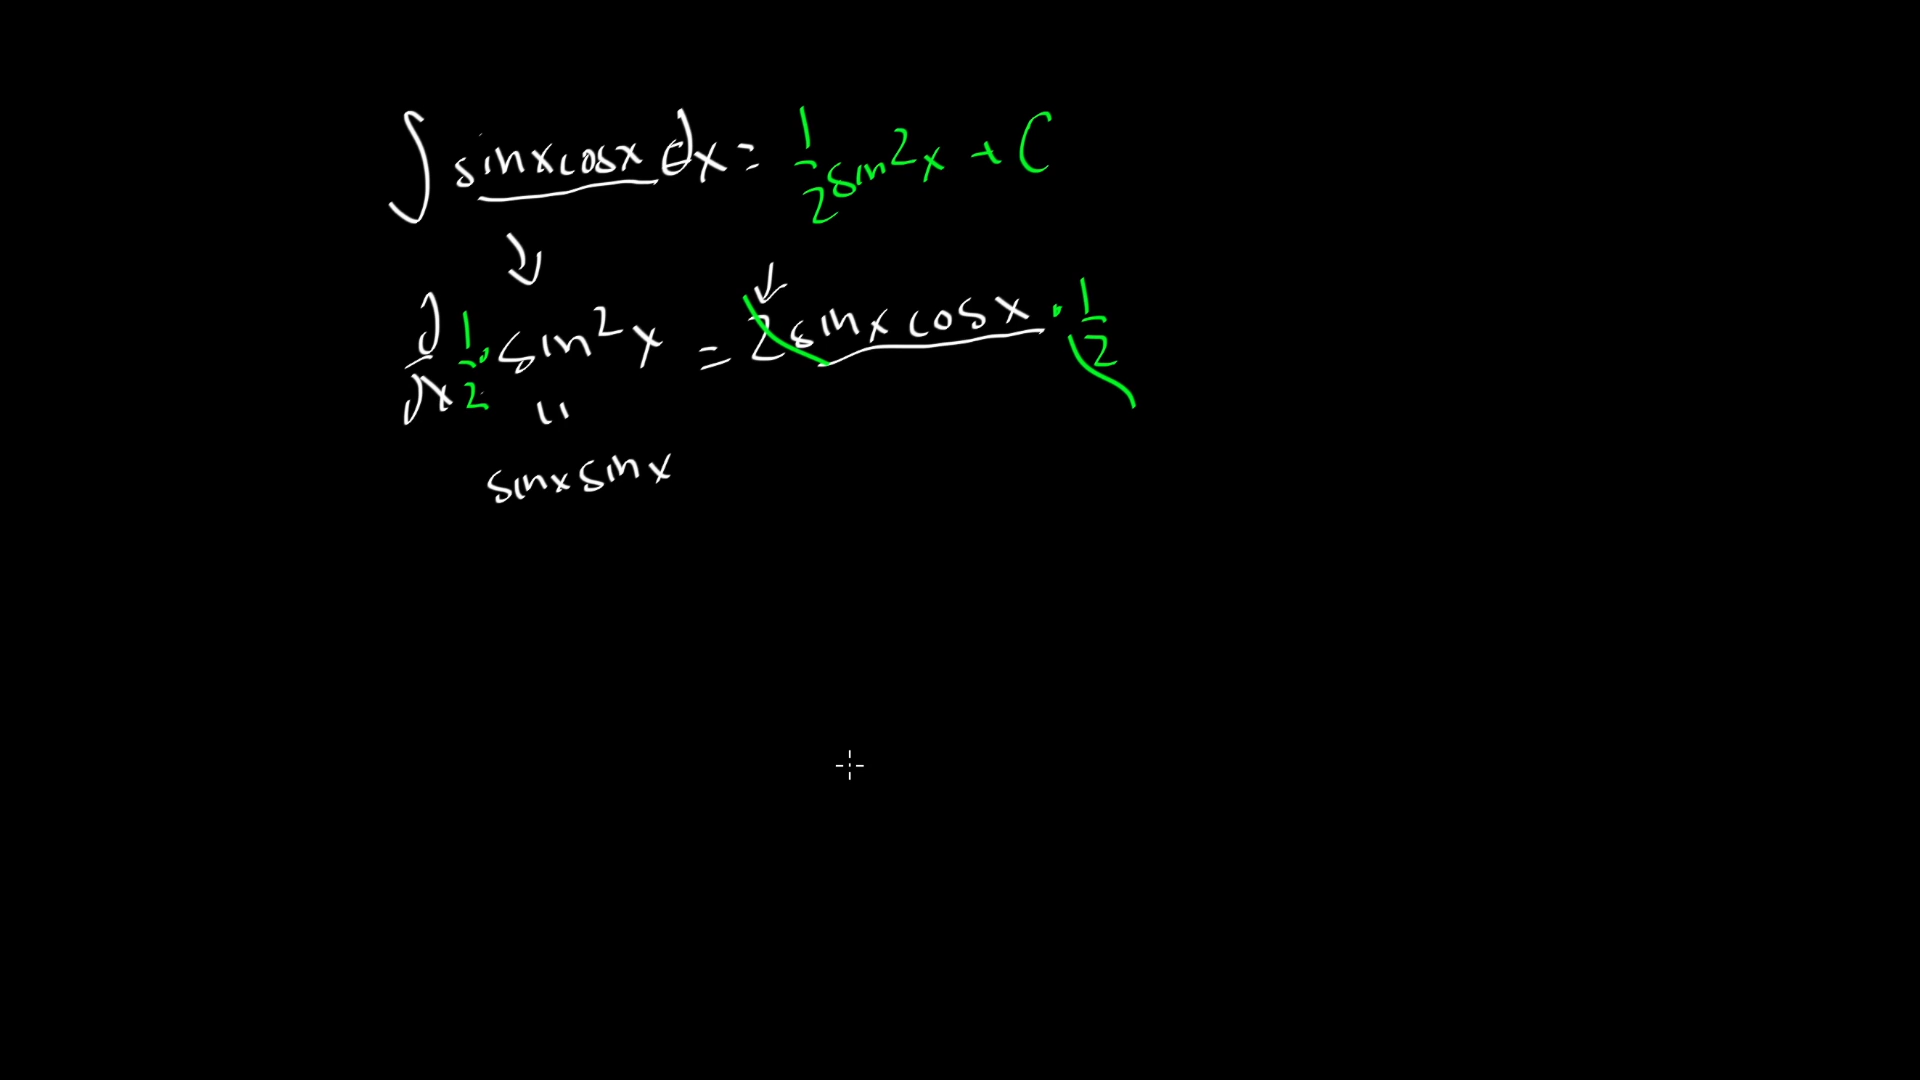 ∫ sinxcosx dx = 1/2 sin²x + C
d/dx 1/2 · sin²x = 2sinx cosx · 1/2
sinx sinx